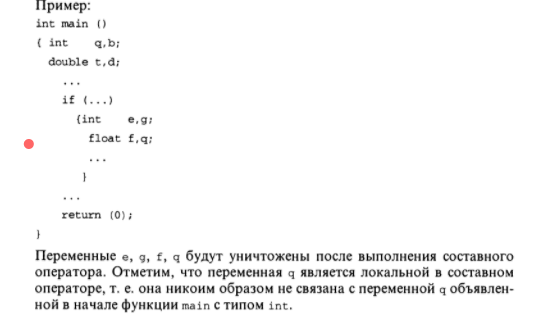 Пример:
int main ()
{ int q,b;
double t,d;
...
if (...)
{int e,g;
float f,q;
...
}
...
return (0);
}
Переменные e, g, f, q будут уничтожены после выполнения составного
оператора. Отметим, что переменная q является локальной в составном
операторе, т. е. она никоим образом не связана с переменной q объявлен-
ной в начале функции main с типом int.